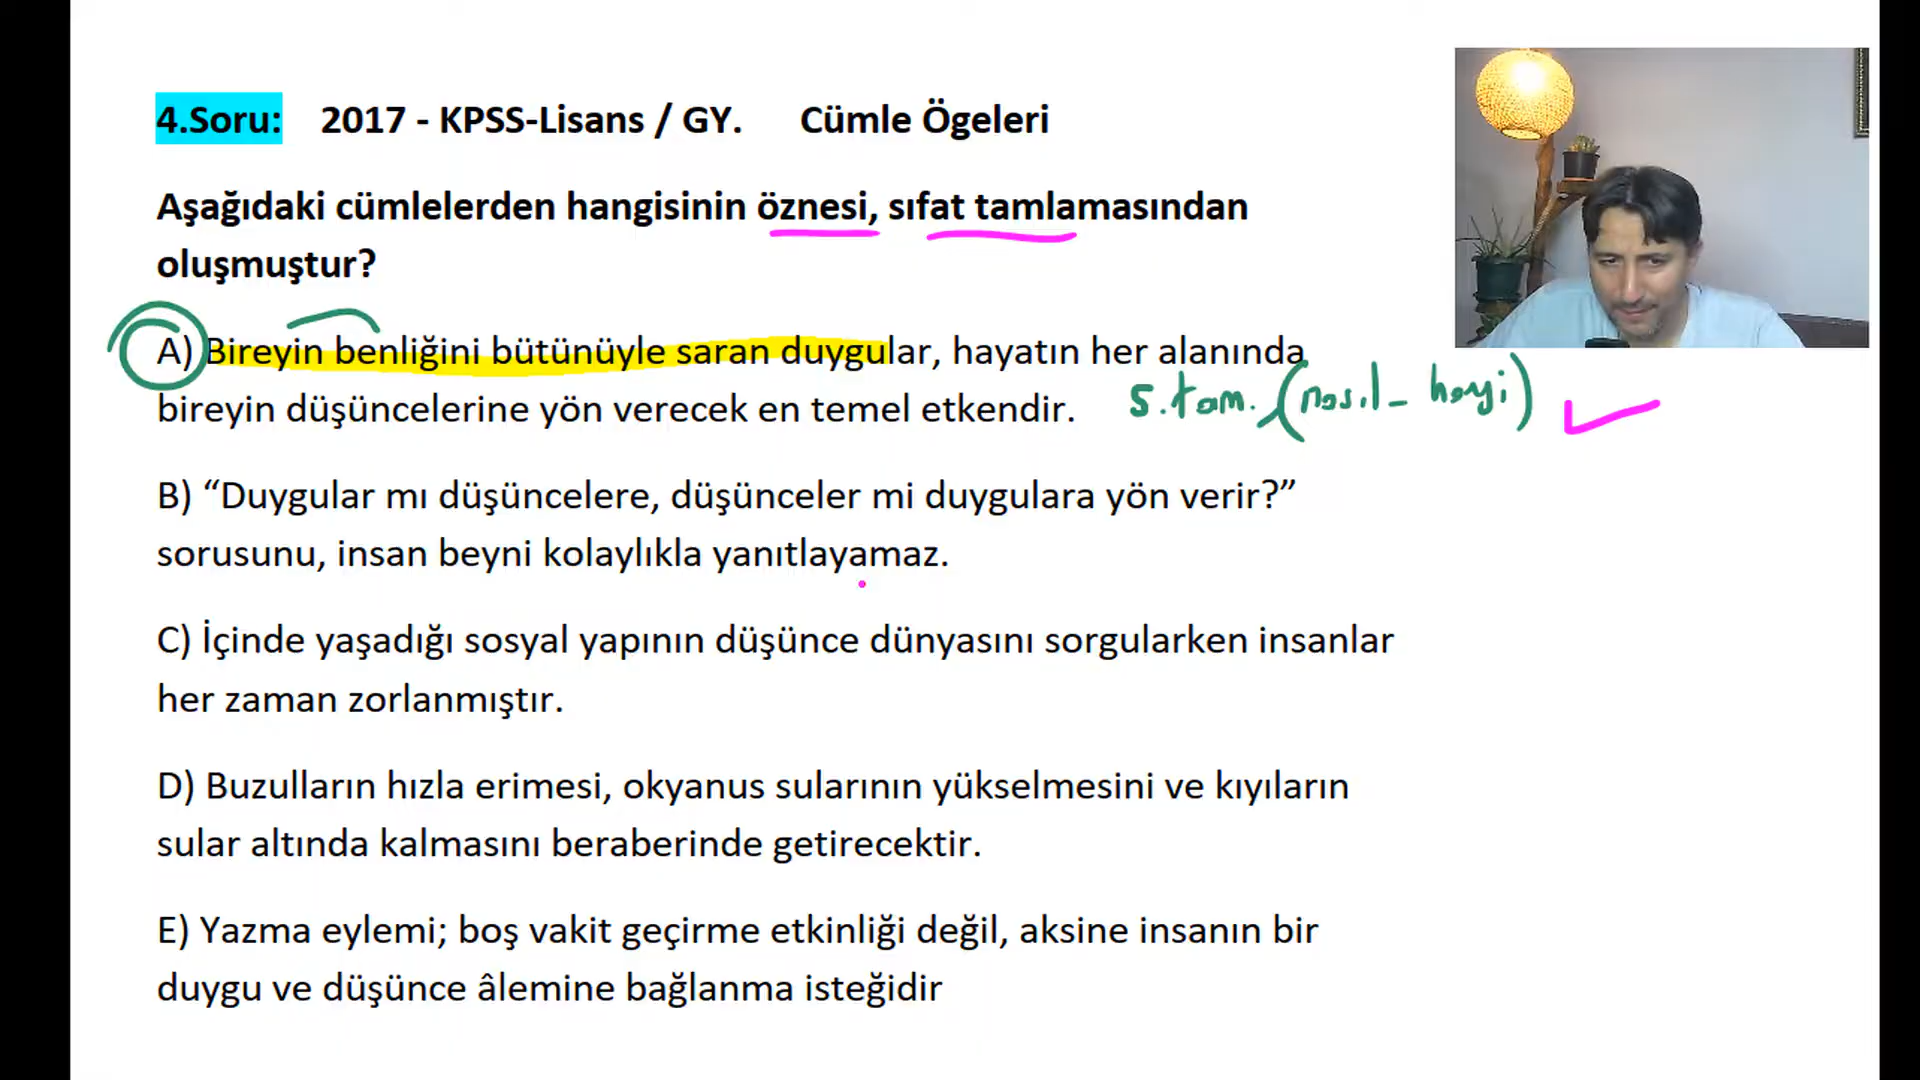 4.Soru: 2017 - KPSS-Lisans / GY. Cümle Ögeleri
Aşağıdaki cümlelerden hangisinin öznesi, sıfat tamlamasından
oluşmuştur?
A) Bireyin benliğini bütünüyle saran duygular, hayatın her alanında
bireyin düşüncelerine yön verecek en temel etkendir.
s.tam. (nasıl - hangi)
B) “Duygular mı düşüncelere, düşünceler mi duygulara yön verir?”
sorusunu, insan beyni kolaylıkla yanıtlayamaz.
C) İçinde yaşadığı sosyal yapının düşünce dünyasını sorgularken insanlar
her zaman zorlanmıştır.
D) Buzulların hızla erimesi, okyanus sularının yükselmesini ve kıyıların
sular altında kalmasını beraberinde getirecektir.
E) Yazma eylemi; boş vakit geçirme etkinliği değil, aksine insanın bir
duygu ve düşünce âlemine bağlanma isteğidir